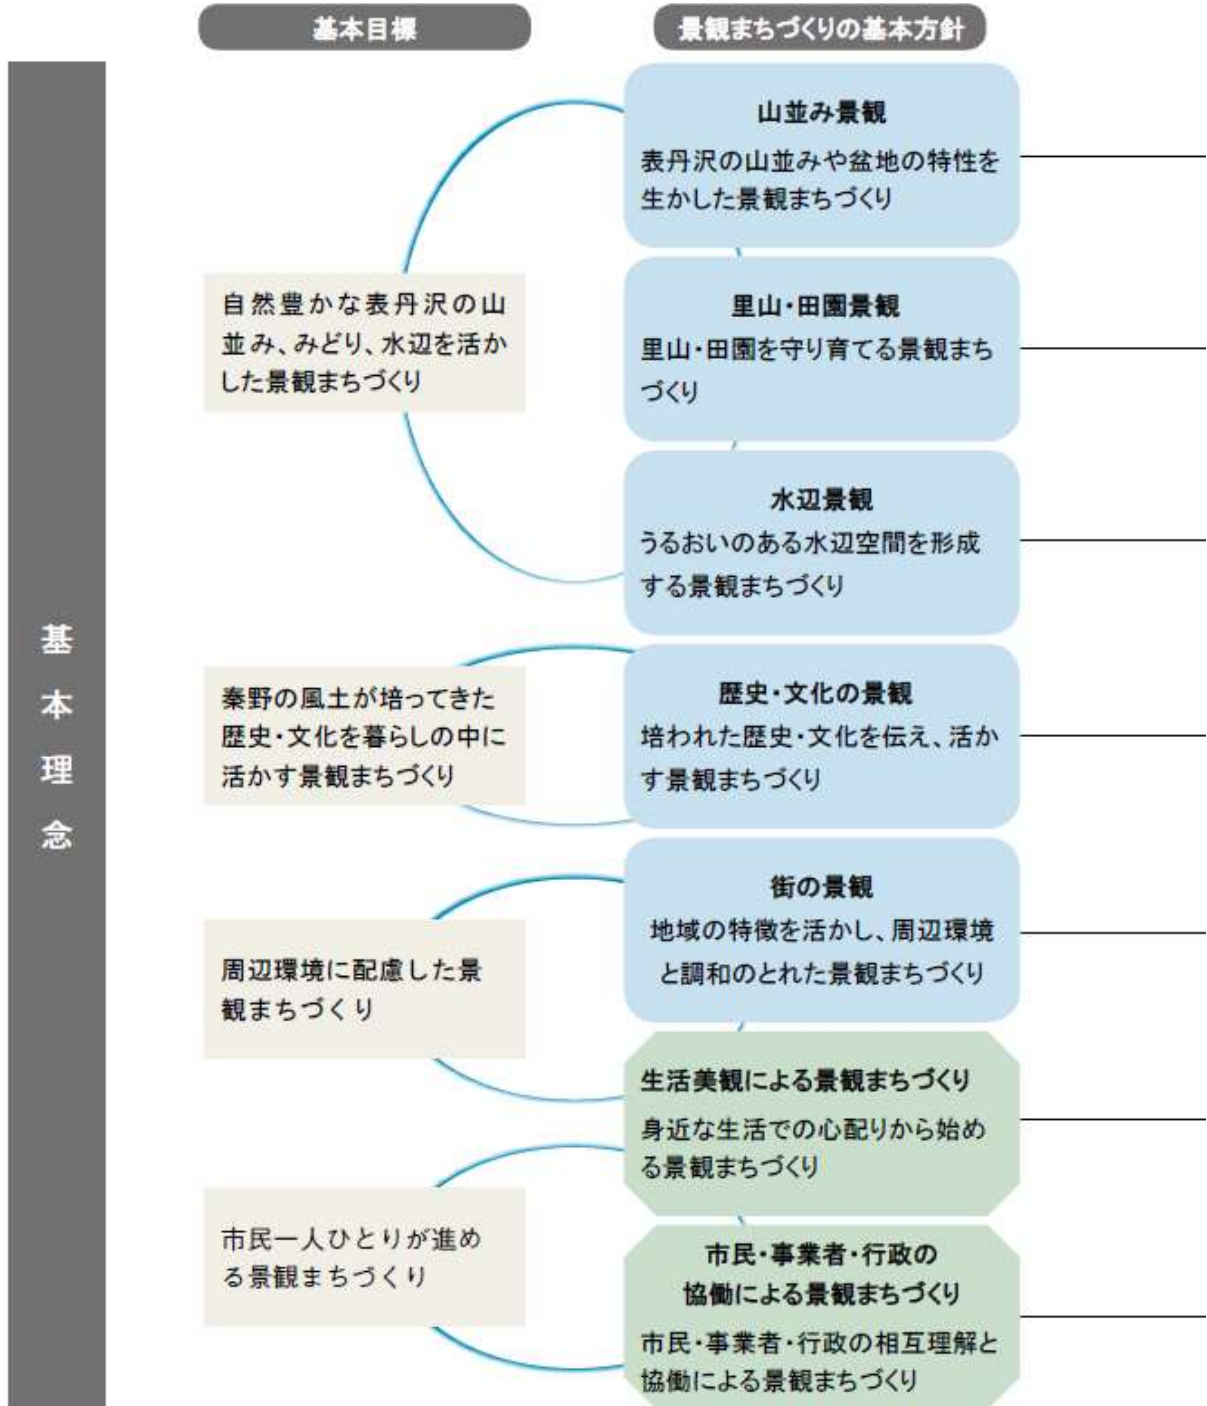 基本目標
景観まちづくりの基本方針
基本理念
自然豊かな表丹沢の山
並み、みどり、水辺を活か
した景観まちづくり
山並み景観
表丹沢の山並みや盆地の特性を
生かした景観まちづくり
里山・田園景観
里山・田園を守り育てる景観まち
づくり
水辺景観
うるおいのある水辺空間を形成
する景観まちづくり
秦野の風土が培ってきた
歴史・文化を暮らしの中に
活かす景観まちづくり
歴史・文化の景観
培われた歴史・文化を伝え、活か
す景観まちづくり
周辺環境に配慮した景
観まちづくり
街の景観
地域の特徴を活かし、周辺環境
と調和のとれた景観まちづくり
生活美観による景観まちづくり
身近な生活での心配りから始め
る景観まちづくり
市民一人ひとりが進め
る景観まちづくり
市民・事業者・行政の
協働による景観まちづくり
市民・事業者・行政の相互理解と
協働による景観まちづくり